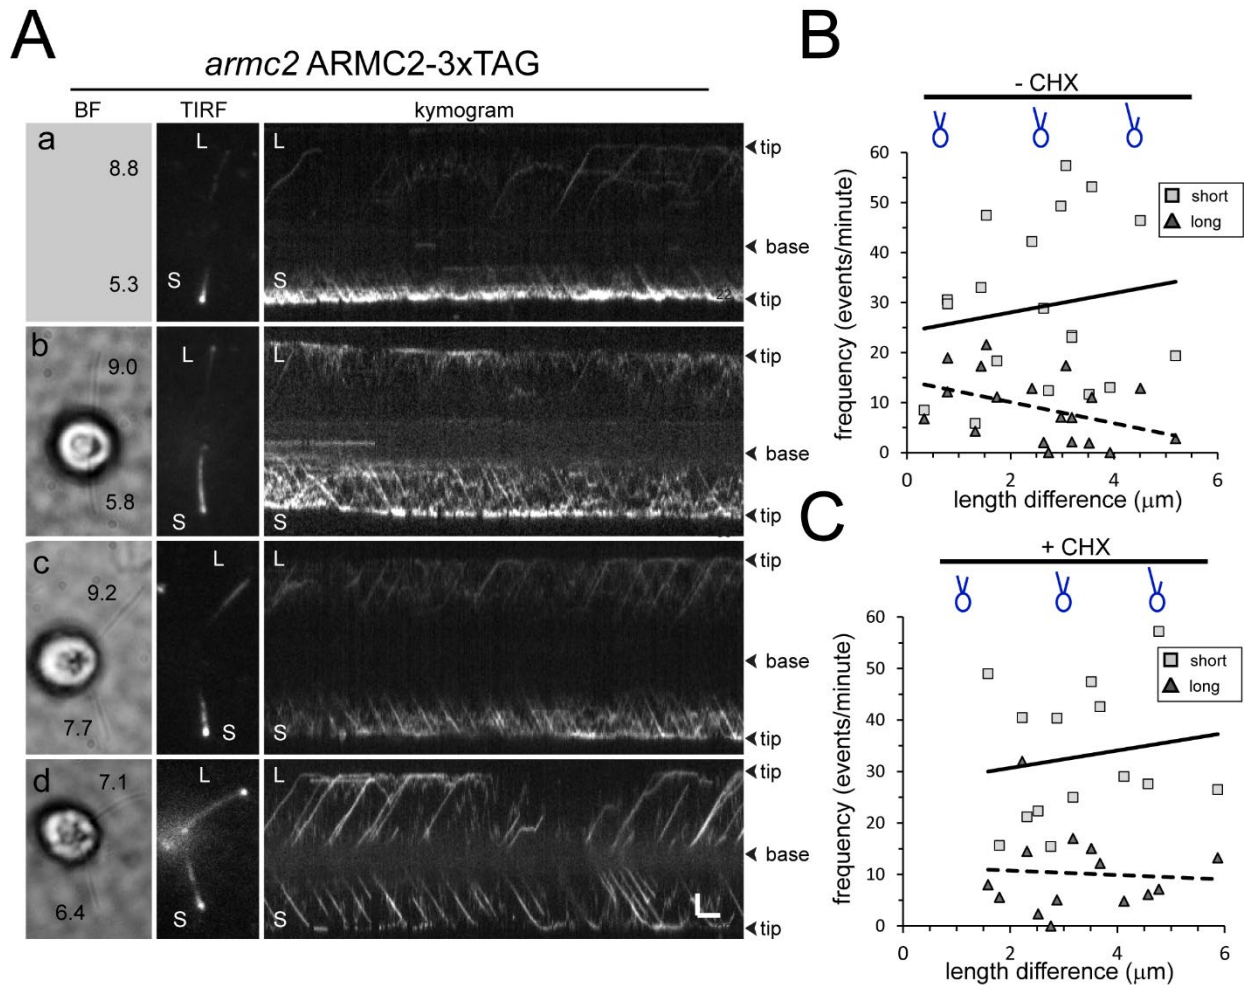 A
armc2 ARMC2-3xTAG
BF TIRF kymogram
a
8.8
5.3
L
S
L
S
tip
base
tip
b
9.0
5.8
L
S
L
S
tip
base
tip
c
9.2
7.7
L
S
L
S
tip
base
tip
d
7.1
6.4
L
S
L
S
tip
base
tip
B
- CHX
frequency (events/minute)
60
50
40
30
20
10
0
short
long
0 2 4 6
length difference (μm)
C
+ CHX
frequency (events/minute)
60
50
40
30
20
10
0
short
long
0 2 4 6
length difference (μm)